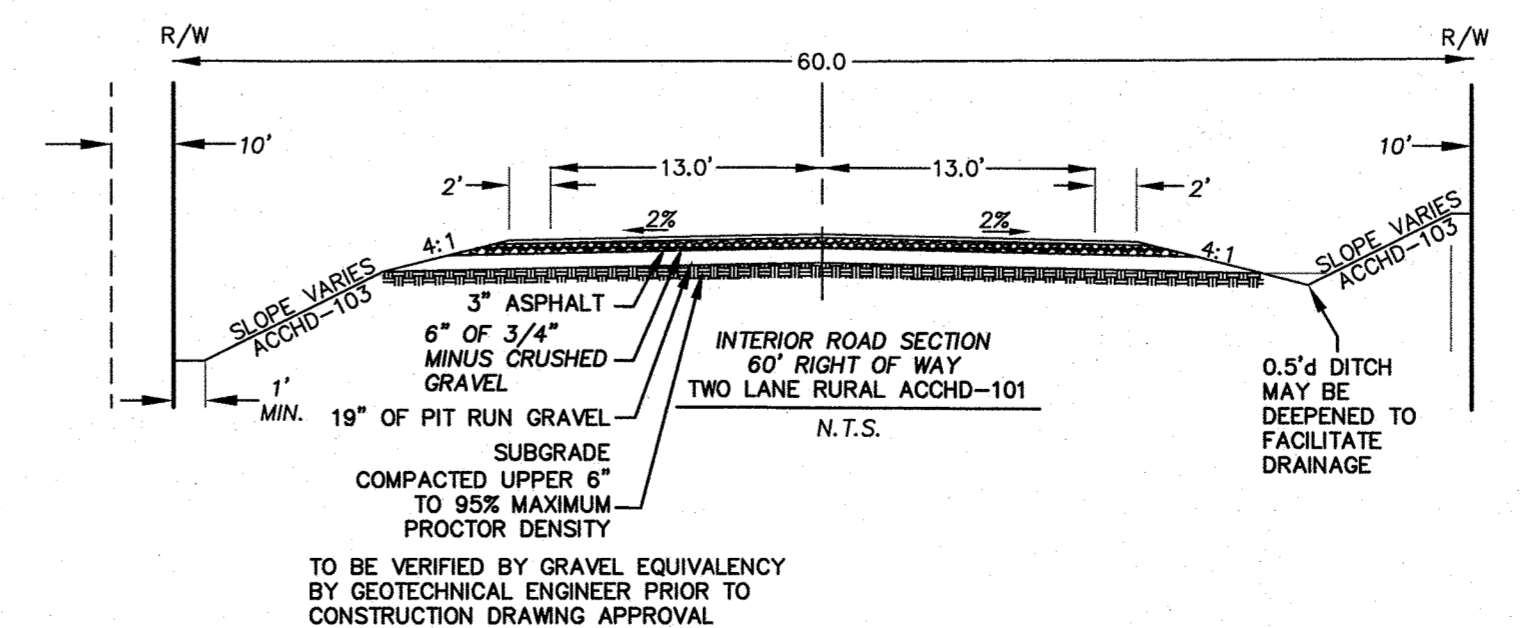 R/W
R/W
60.0
10'
10'
13.0'
13.0'
2'
2'
2%
2%
4:1
4:1
SLOPE VARIES
ACCHD-103
SLOPE VARIES
ACCHD-103
3" ASPHALT
6" OF 3/4"
MINUS CRUSHED
GRAVEL
1'
MIN.
19" OF PIT RUN GRAVEL
SUBGRADE
COMPACTED UPPER 6"
TO 95% MAXIMUM
PROCTOR DENSITY
TO BE VERIFIED BY GRAVEL EQUIVALENCY
BY GEOTECHNICAL ENGINEER PRIOR TO
CONSTRUCTION DRAWING APPROVAL
INTERIOR ROAD SECTION
60' RIGHT OF WAY
TWO LANE RURAL ACCHD-101
N.T.S.
0.5'd DITCH
MAY BE
DEEPENED TO
FACILITATE
DRAINAGE